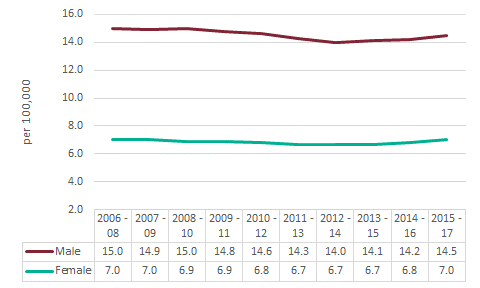 16.0
14.0
12.0
10.0
8.0
6.0
4.0
2.0
per 100,000
2006 - 08 2007 - 09 2008 - 10 2009 - 11 2010 - 12 2011 - 13 2012 - 14 2013 - 15 2014 - 16 2015 - 17
Male 15.0 14.9 15.0 14.8 14.6 14.3 14.0 14.1 14.2 14.5
Female 7.0 7.0 6.9 6.9 6.8 6.7 6.7 6.7 6.8 7.0